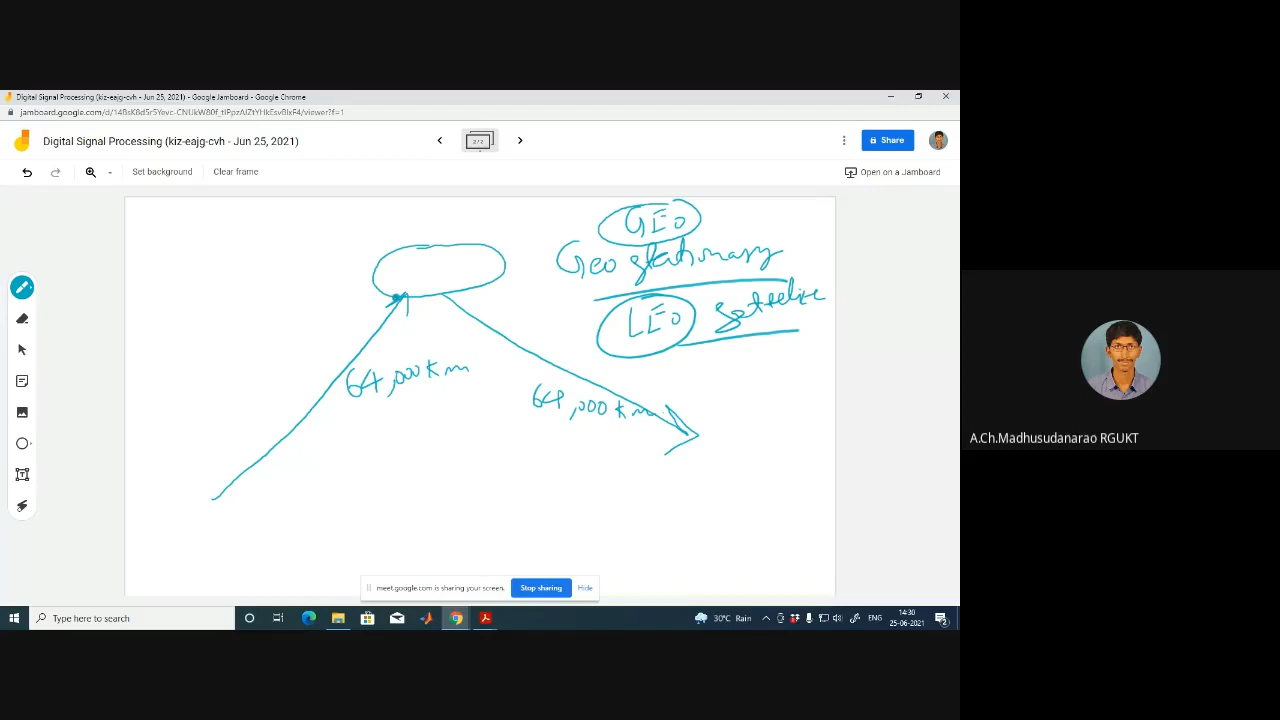 Digital Signal Processing (kiz-eajg-cvh - Jun 25, 2021) - Google Jamboard - Google Chrome
Digital Signal Processing (kiz-eajg-cvh - Jun 25, 2021)
2/2
Share
Set background
Clear frame
Open on a Jamboard
GEO
Geo stationary
LEO
64,000 Km
64,000 Km
A.Ch.Madhusudanarao RGUKT
meet.google.com is sharing your screen.
Stop sharing
Hide
Type here to search
30°C Rain
ENG
14:30
25-06-2021
2